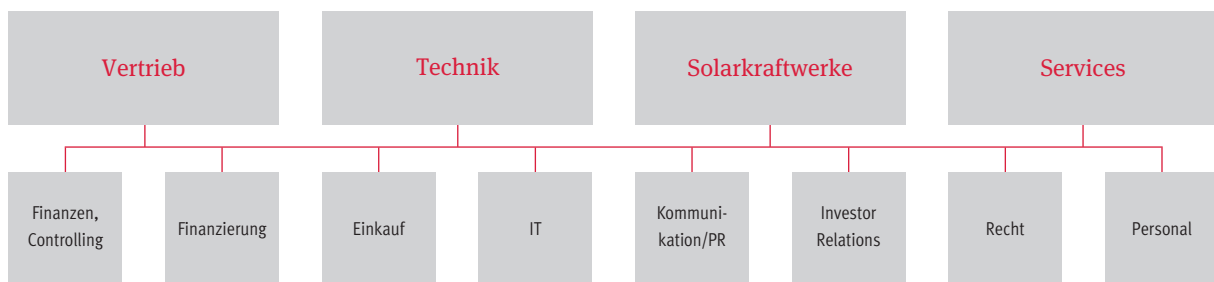 Vertrieb
Technik
Solarkraftwerke
Services
Finanzen,
Controlling
Finanzierung
Einkauf
IT
Kommuni-
kation/PR
Investor
Relations
Recht
Personal